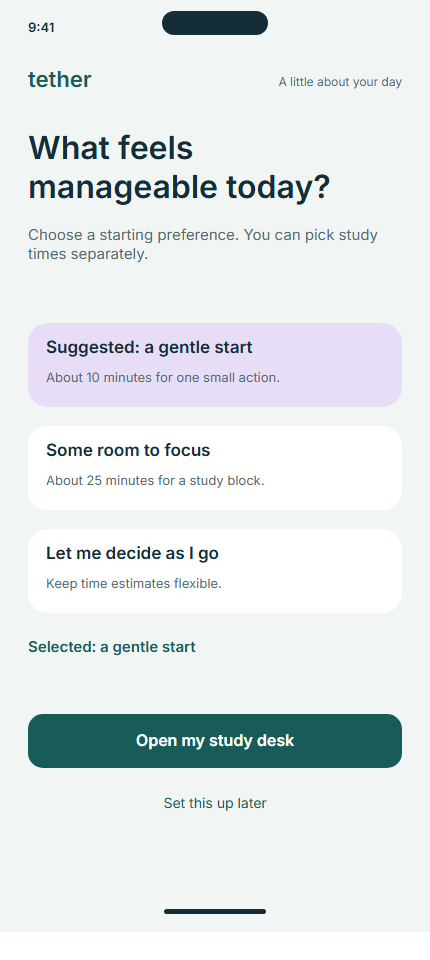 9:41
tether
A little about your day
What feels
manageable today?
Choose a starting preference. You can pick study
times separately.
Suggested: a gentle start
About 10 minutes for one small action.
Some room to focus
About 25 minutes for a study block.
Let me decide as I go
Keep time estimates flexible.
Selected: a gentle start
Open my study desk
Set this up later